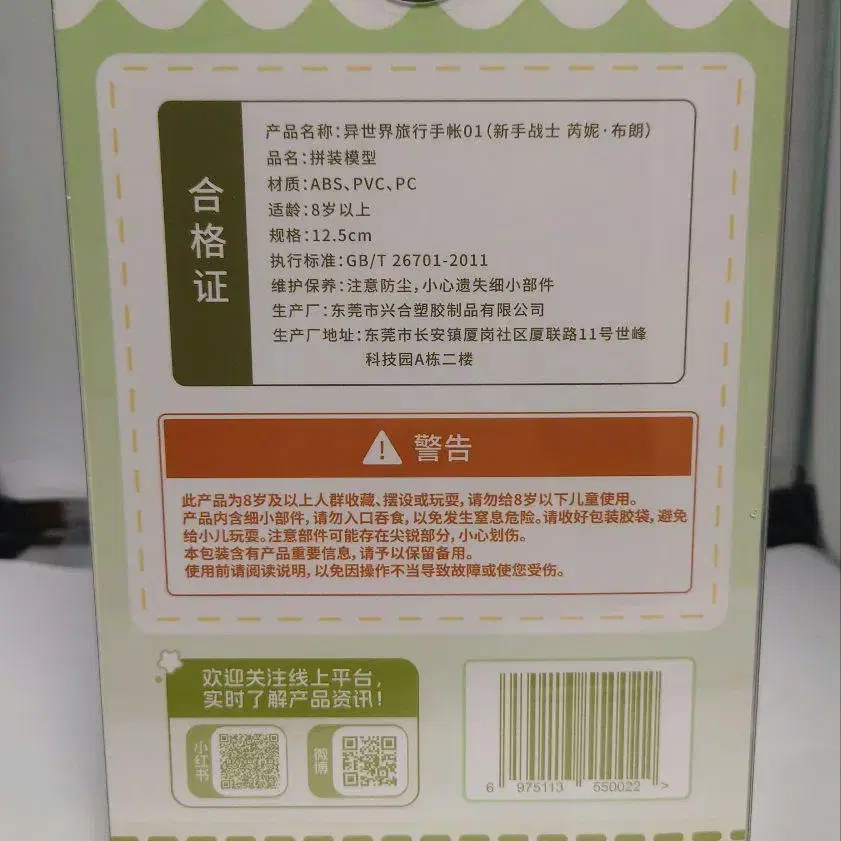 合格证
产品名称：异世界旅行手帐01（新手战士 芮妮·布朗）
品名：拼装模型
材质：ABS、PVC、PC
适龄：8岁以上
规格：12.5cm
执行标准：GB/T 26701-2011
维护保养：注意防尘，小心遗失细小部件
生产厂：东莞市兴合塑胶制品有限公司
生产厂地址：东莞市长安镇厦岗社区厦联路11号世峰
科技园A栋二楼
警告
此产品为8岁及以上人群收藏、摆设或玩耍，请勿给8岁以下儿童使用。
产品内含细小部件，请勿入口吞食，以免发生窒息危险。请收好包装胶袋，避免
给小儿玩耍。注意部件可能存在尖锐部分，小心划伤。
本包装含有产品重要信息，请予以保留备用。
使用前请阅读说明，以免因操作不当导致故障或使您受伤。
欢迎关注线上平台，
实时了解产品资讯！
小红书
微博
6 975113 550022 >